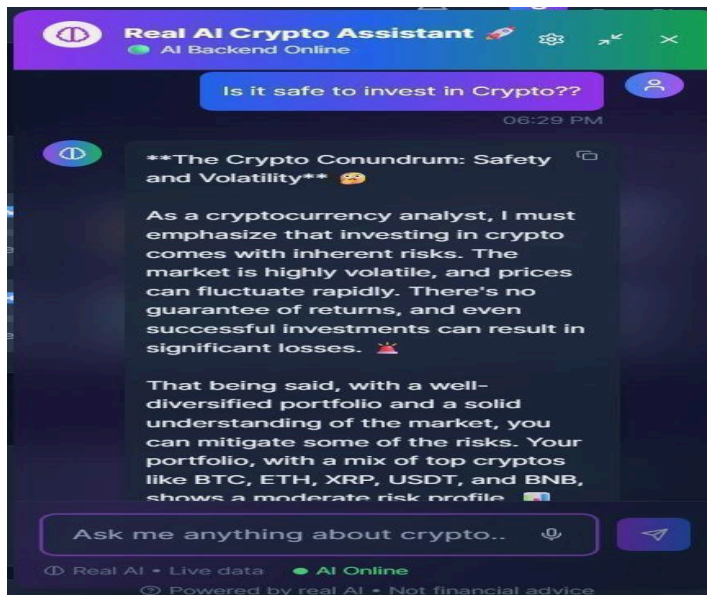 Real AI Crypto Assistant 🚀
AI Backend Online
Is it safe to invest in Crypto??
06:29 PM
**The Crypto Conundrum: Safety
and Volatility** 🤔
As a cryptocurrency analyst, I must
emphasize that investing in crypto
comes with inherent risks. The
market is highly volatile, and prices
can fluctuate rapidly. There's no
guarantee of returns, and even
successful investments can result in
significant losses. 🚨
That being said, with a well-
diversified portfolio and a solid
understanding of the market, you
can mitigate some of the risks. Your
portfolio, with a mix of top cryptos
like BTC, ETH, XRP, USDT, and BNB,
shows a moderate risk profile. 📊
Ask me anything about crypto..
Real AI • Live data ● AI Online
Powered by real AI • Not financial advice